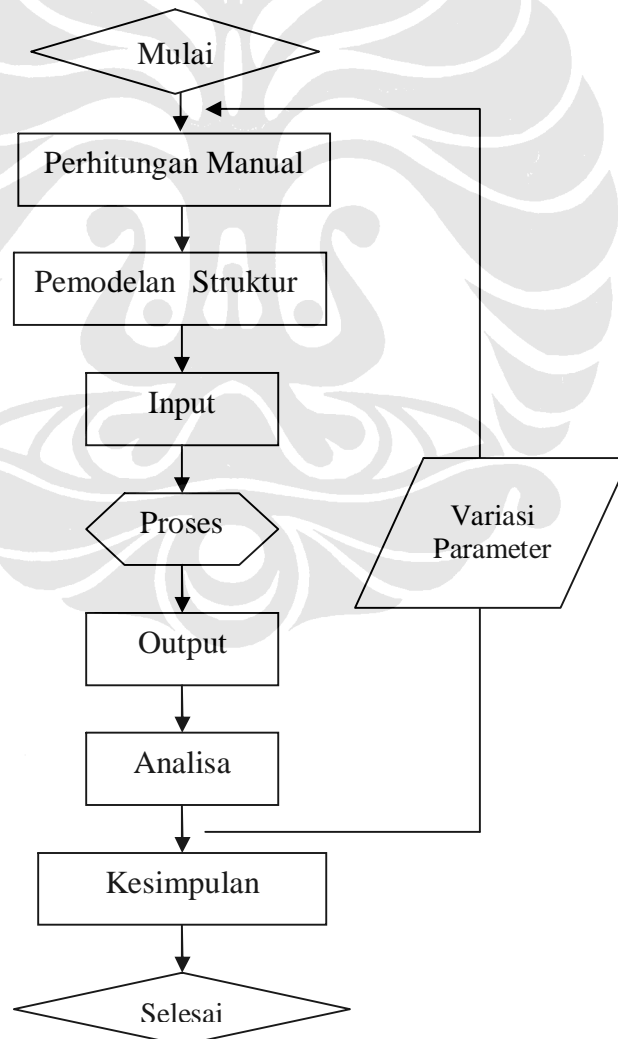 Mulai
Perhitungan Manual
Pemodelan Struktur
Input
Proses
Variasi
Parameter
Output
Analisa
Kesimpulan
Selesai